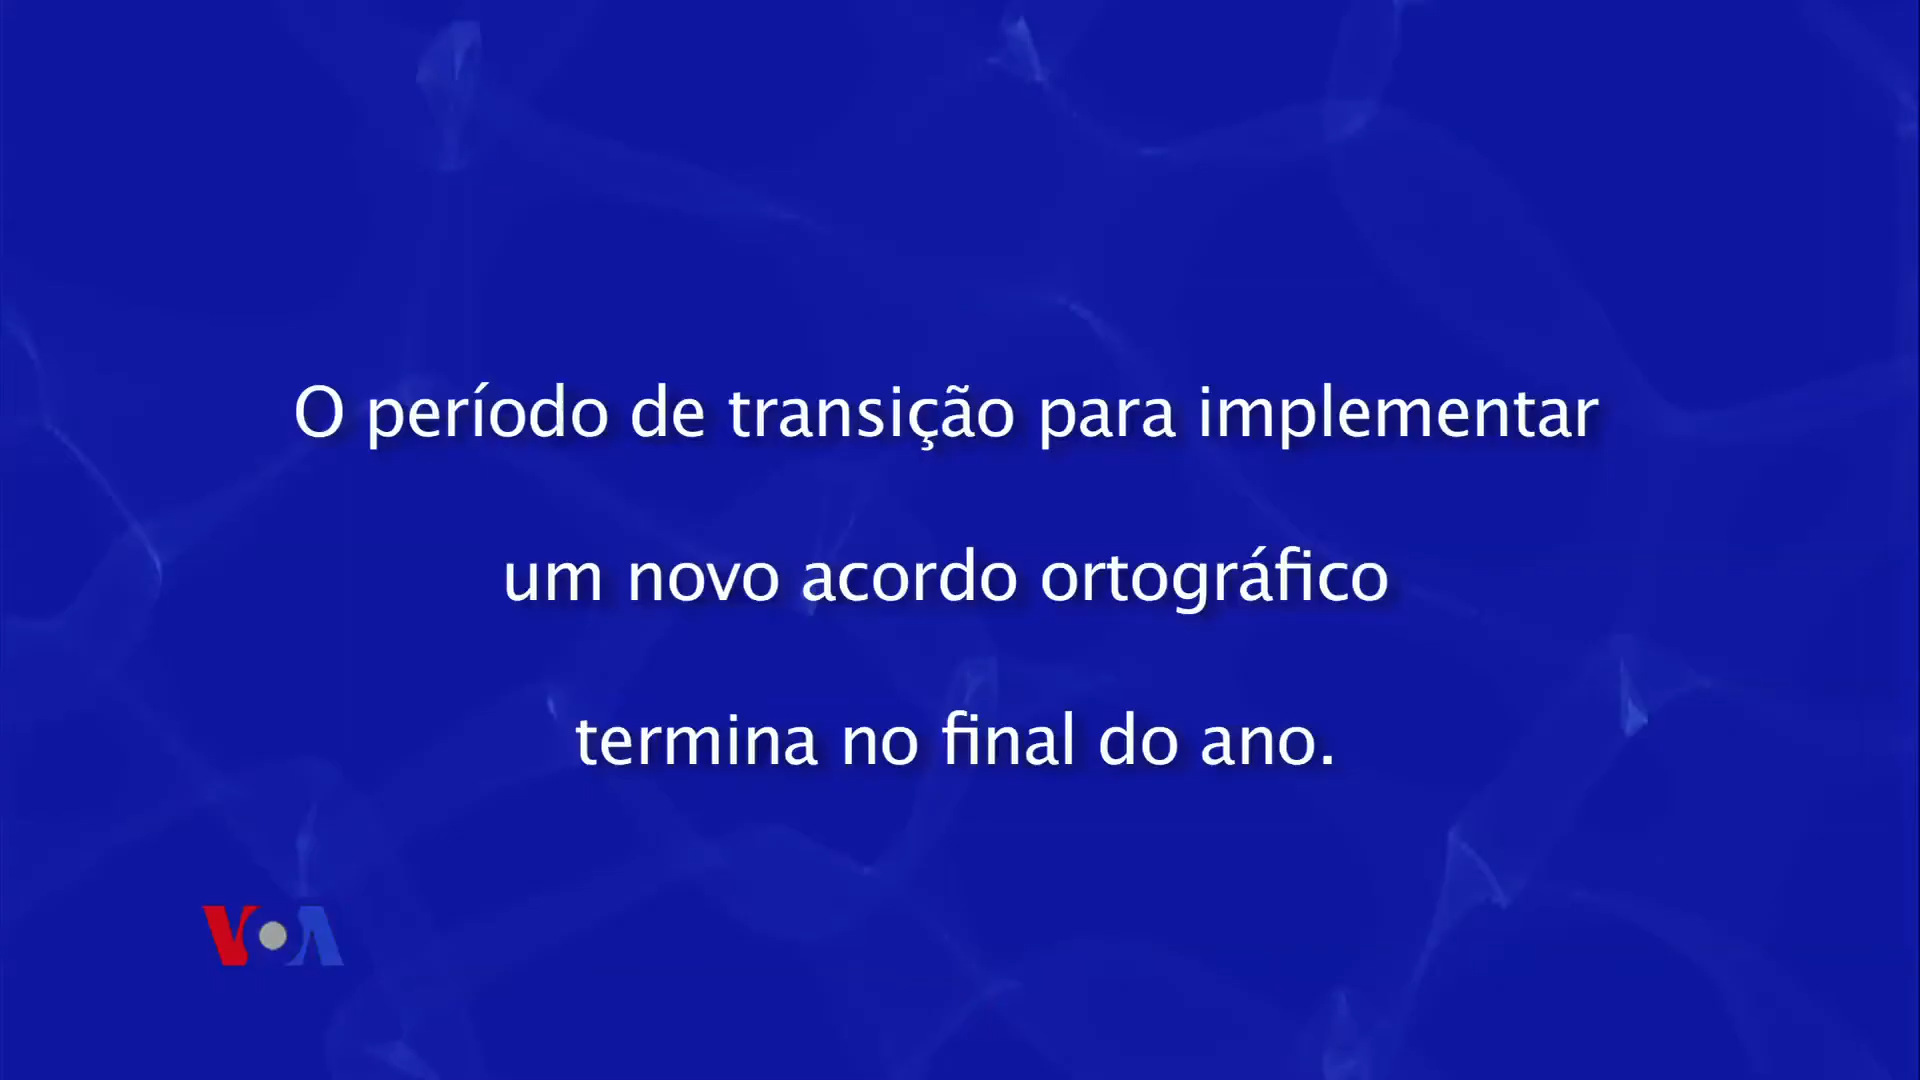 O período de transição para implementar
um novo acordo ortográfico
termina no final do ano.
VOA